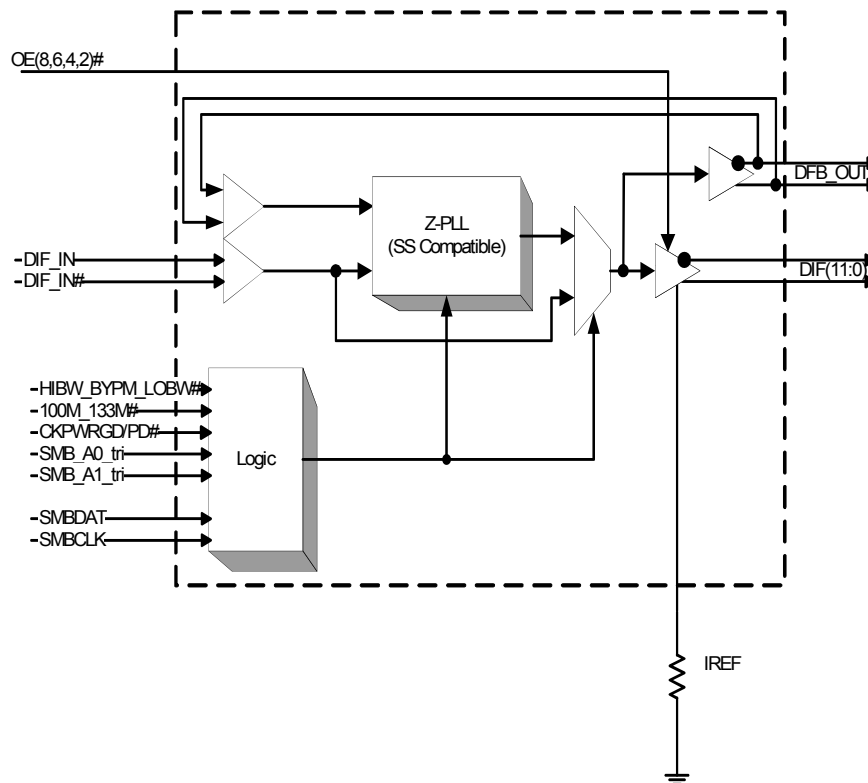 OE(8,6,4,2)#
DFB_OUT
Z-PLL
(SS Compatible)
DIF_IN
DIF_IN#
DIF(11:0)
HIBW_BYPM_LOBW#
100M_133M#
CKPWRGD/PD#
SMB_A0_tri
SMB_A1_tri
Logic
SMBDAT
SMBCLK
IREF